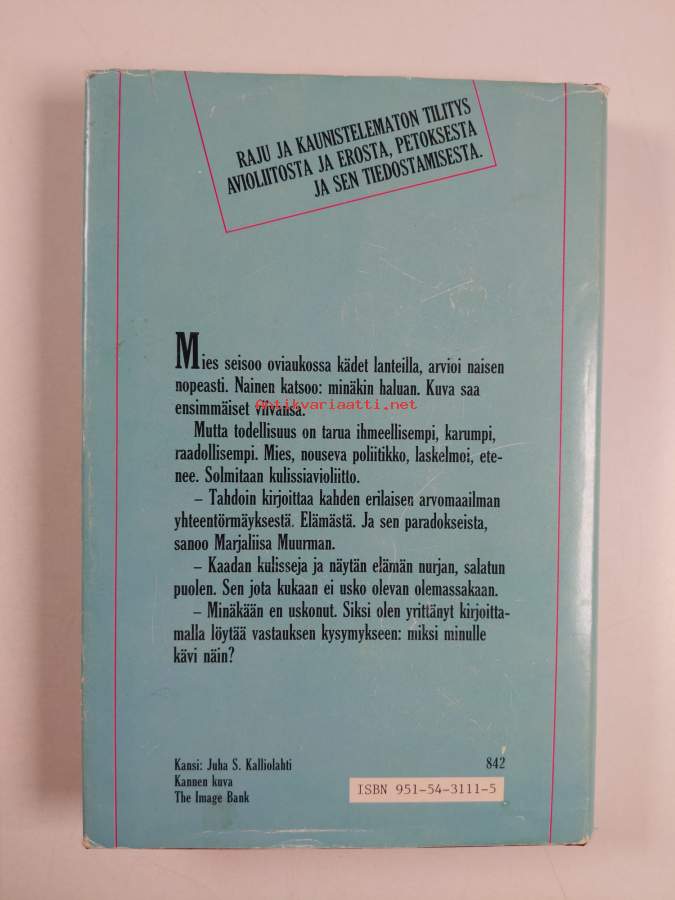 RAJU JA KAUNISTELEMATON TILITYS
AVIOLIITOSTA JA EROSTA, PETOKSESTA
JA SEN TIEDOSTAMISESTA.
Mies seisoo oviaukossa kädet lanteilla, arvioi naisen
nopeasti. Nainen katsoo: minäkin haluan. Kuva saa
ensimmäiset viivansa.
Antikvariaatti.net
Mutta todellisuus on tarua ihmeellisempi, karumpi,
raadollisempi. Mies, nouseva poliitikko, laskelmoi, ete-
nee. Solmitaan kulissiavioliitto.
– Tahdoin kirjoittaa kahden erilaisen arvomaailman
yhteentörmäyksestä. Elämästä. Ja sen paradokseista,
sanoo Marjaliisa Muurman.
– Kaadan kulisseja ja näytän elämän nurjan, salatun
puolen. Sen jota kukaan ei usko olevan olemassakaan.
– Minäkään en uskonut. Siksi olen yrittänyt kirjoitta-
malla löytää vastauksen kysymykseen: miksi minulle
kävi näin?
Kansi: Juha S. Kalliolahti
Kannen kuva
The Image Bank
842
ISBN 951-54-3111-5